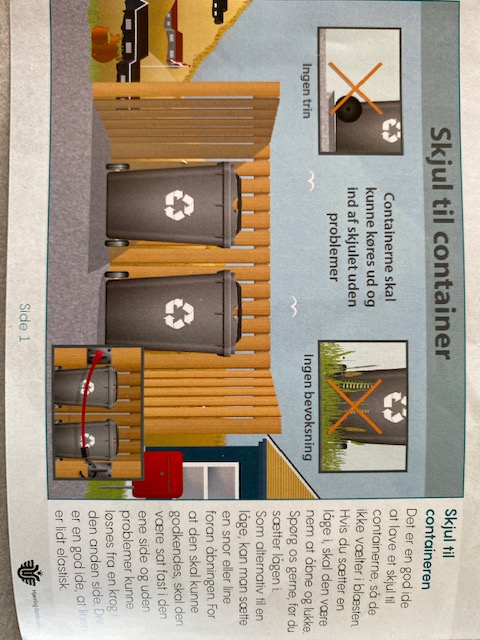 Skjul til container
Ingen trin
Containerne skal
kunne køres ud og
ind af skjulet uden
problemer
Ingen bevoksning
Skjul til
containeren
Det er en god ide
at lave et skjul til
containerne, så de
ikke vælter i blæsten.
Hvis du sætter en
låge i, skal den være
nem at åbne og lukke.
Spørg os gerne, før du
sætter lågen i.
Som alternativ til en
låge, kan man sætte
en snor eller line
foran åbningen. For
at den skal kunne
godkendes, skal den
være sat fast i den
ene side og uden
problemer kunne
løsnes fra en krog i
den anden side. Det
er en god ide, at linen
er lidt elastisk.
Side 1
Hjørring